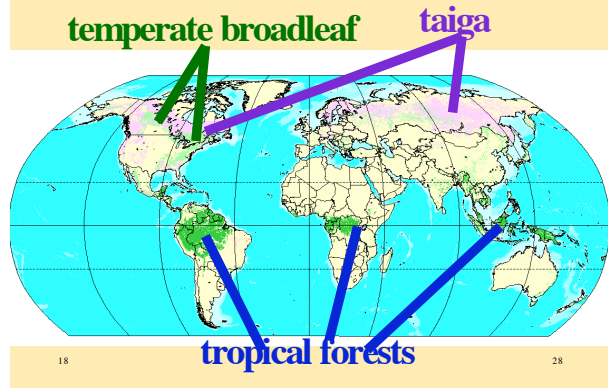 taiga
temperate broadleaf
tropical forests
18 28